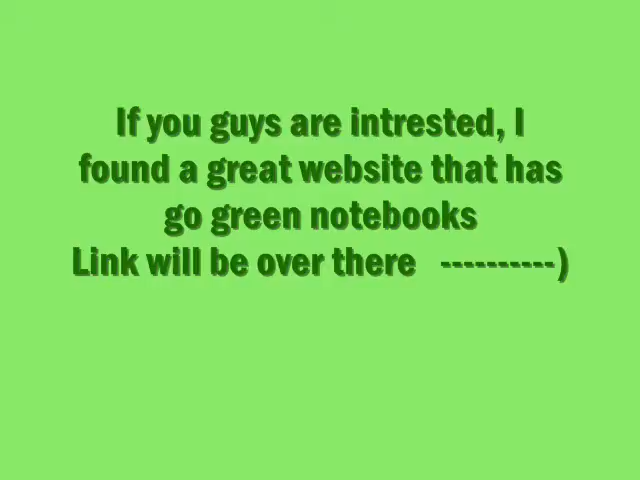 If you guys are intrested, I
found a great website that has
go green notebooks
Link will be over there ----------)